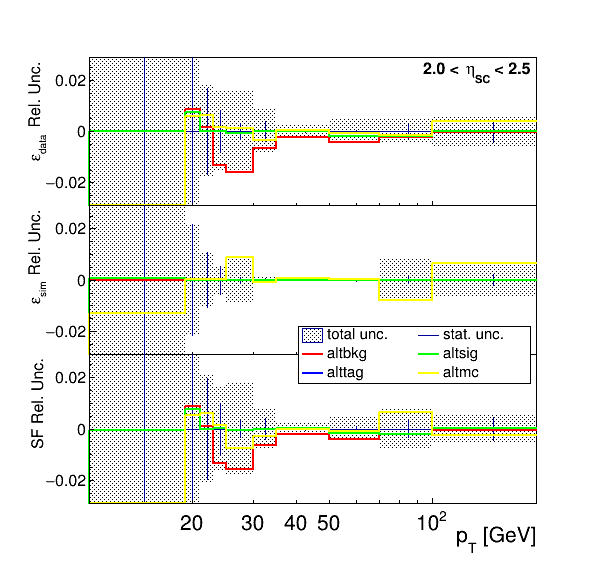 2.0 < η_SC < 2.5
ε_data Rel. Unc.
0.02
0
−0.02
ε_sim Rel. Unc.
0.02
0
−0.02
total unc. stat. unc.
altbkg altsig
alttag altmc
SF Rel. Unc.
0.02
0
−0.02
20 30 40 50 10²
p_T [GeV]